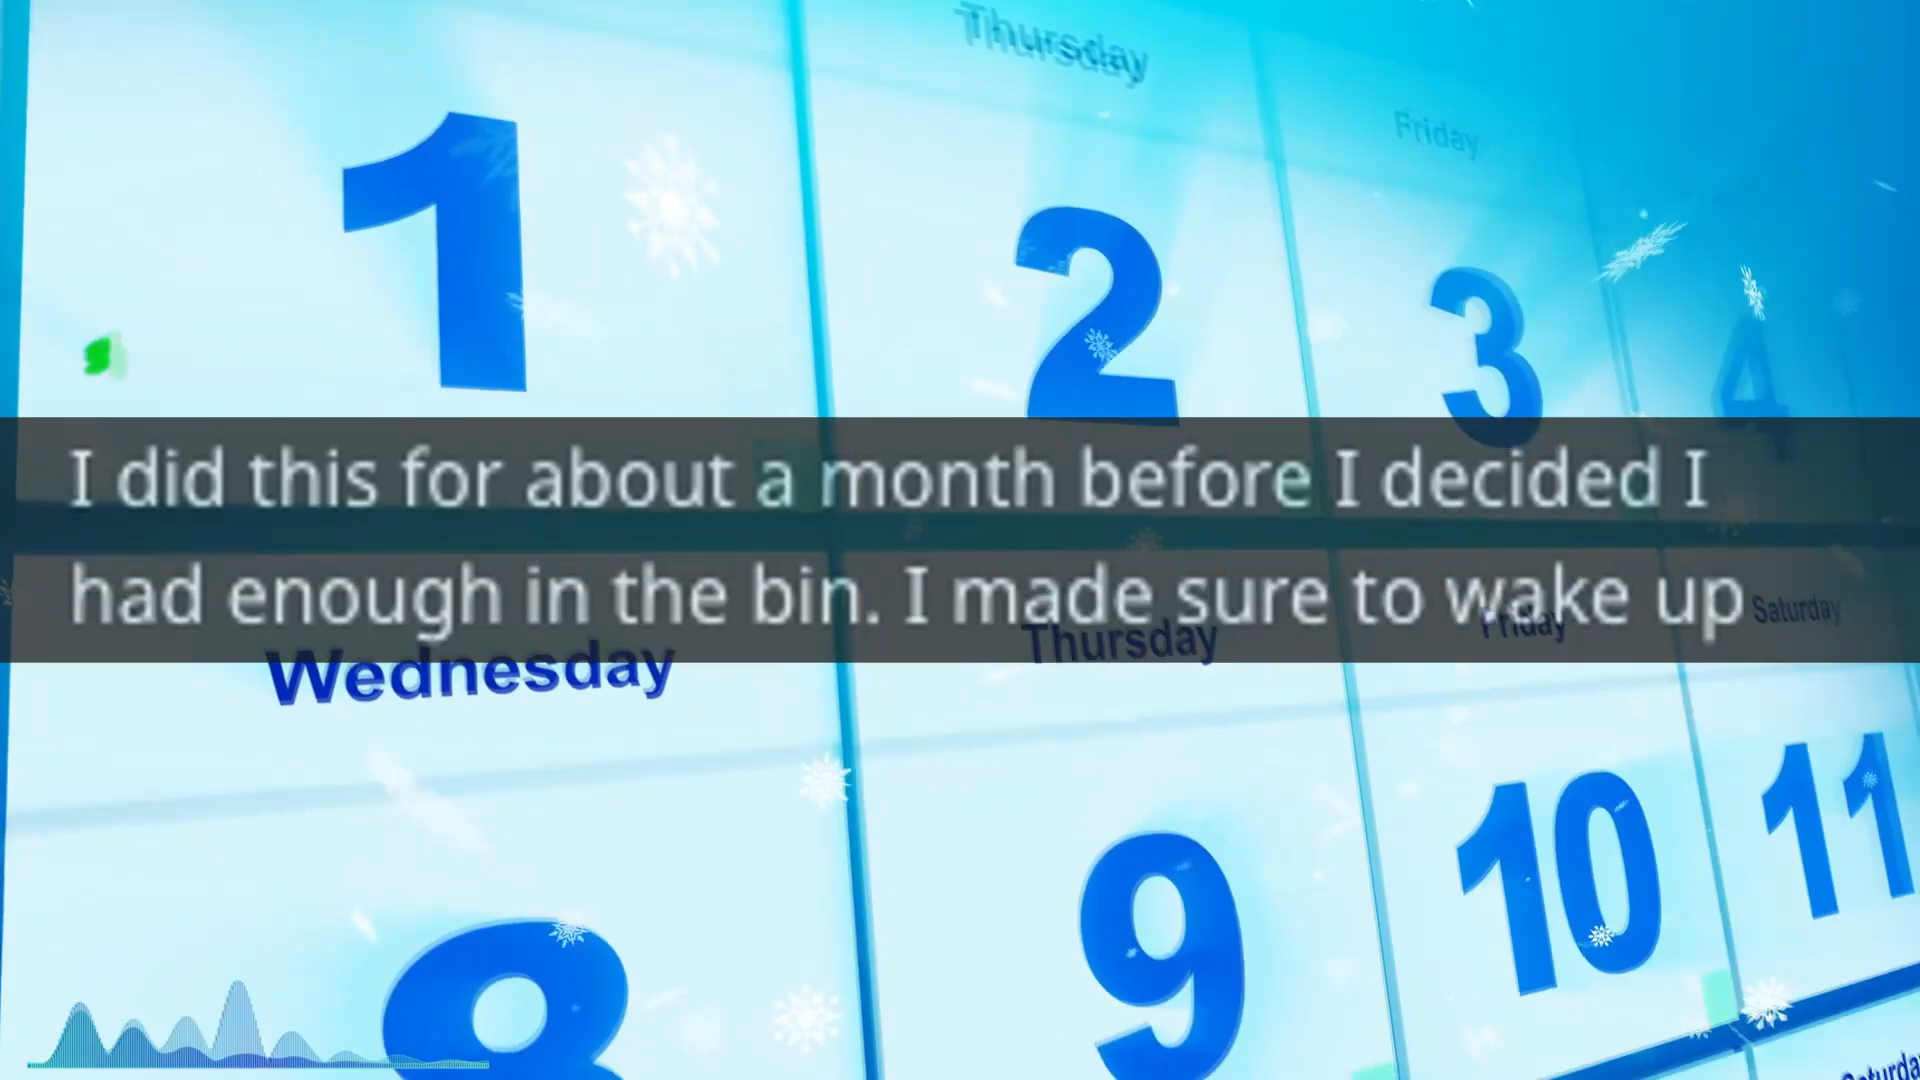 Thursday
Friday
1
2
3
4
I did this for about a month before I decided I
had enough in the bin. I made sure to wake up
Wednesday
Thursday
Friday
Saturday
8
9
10
11
Saturday